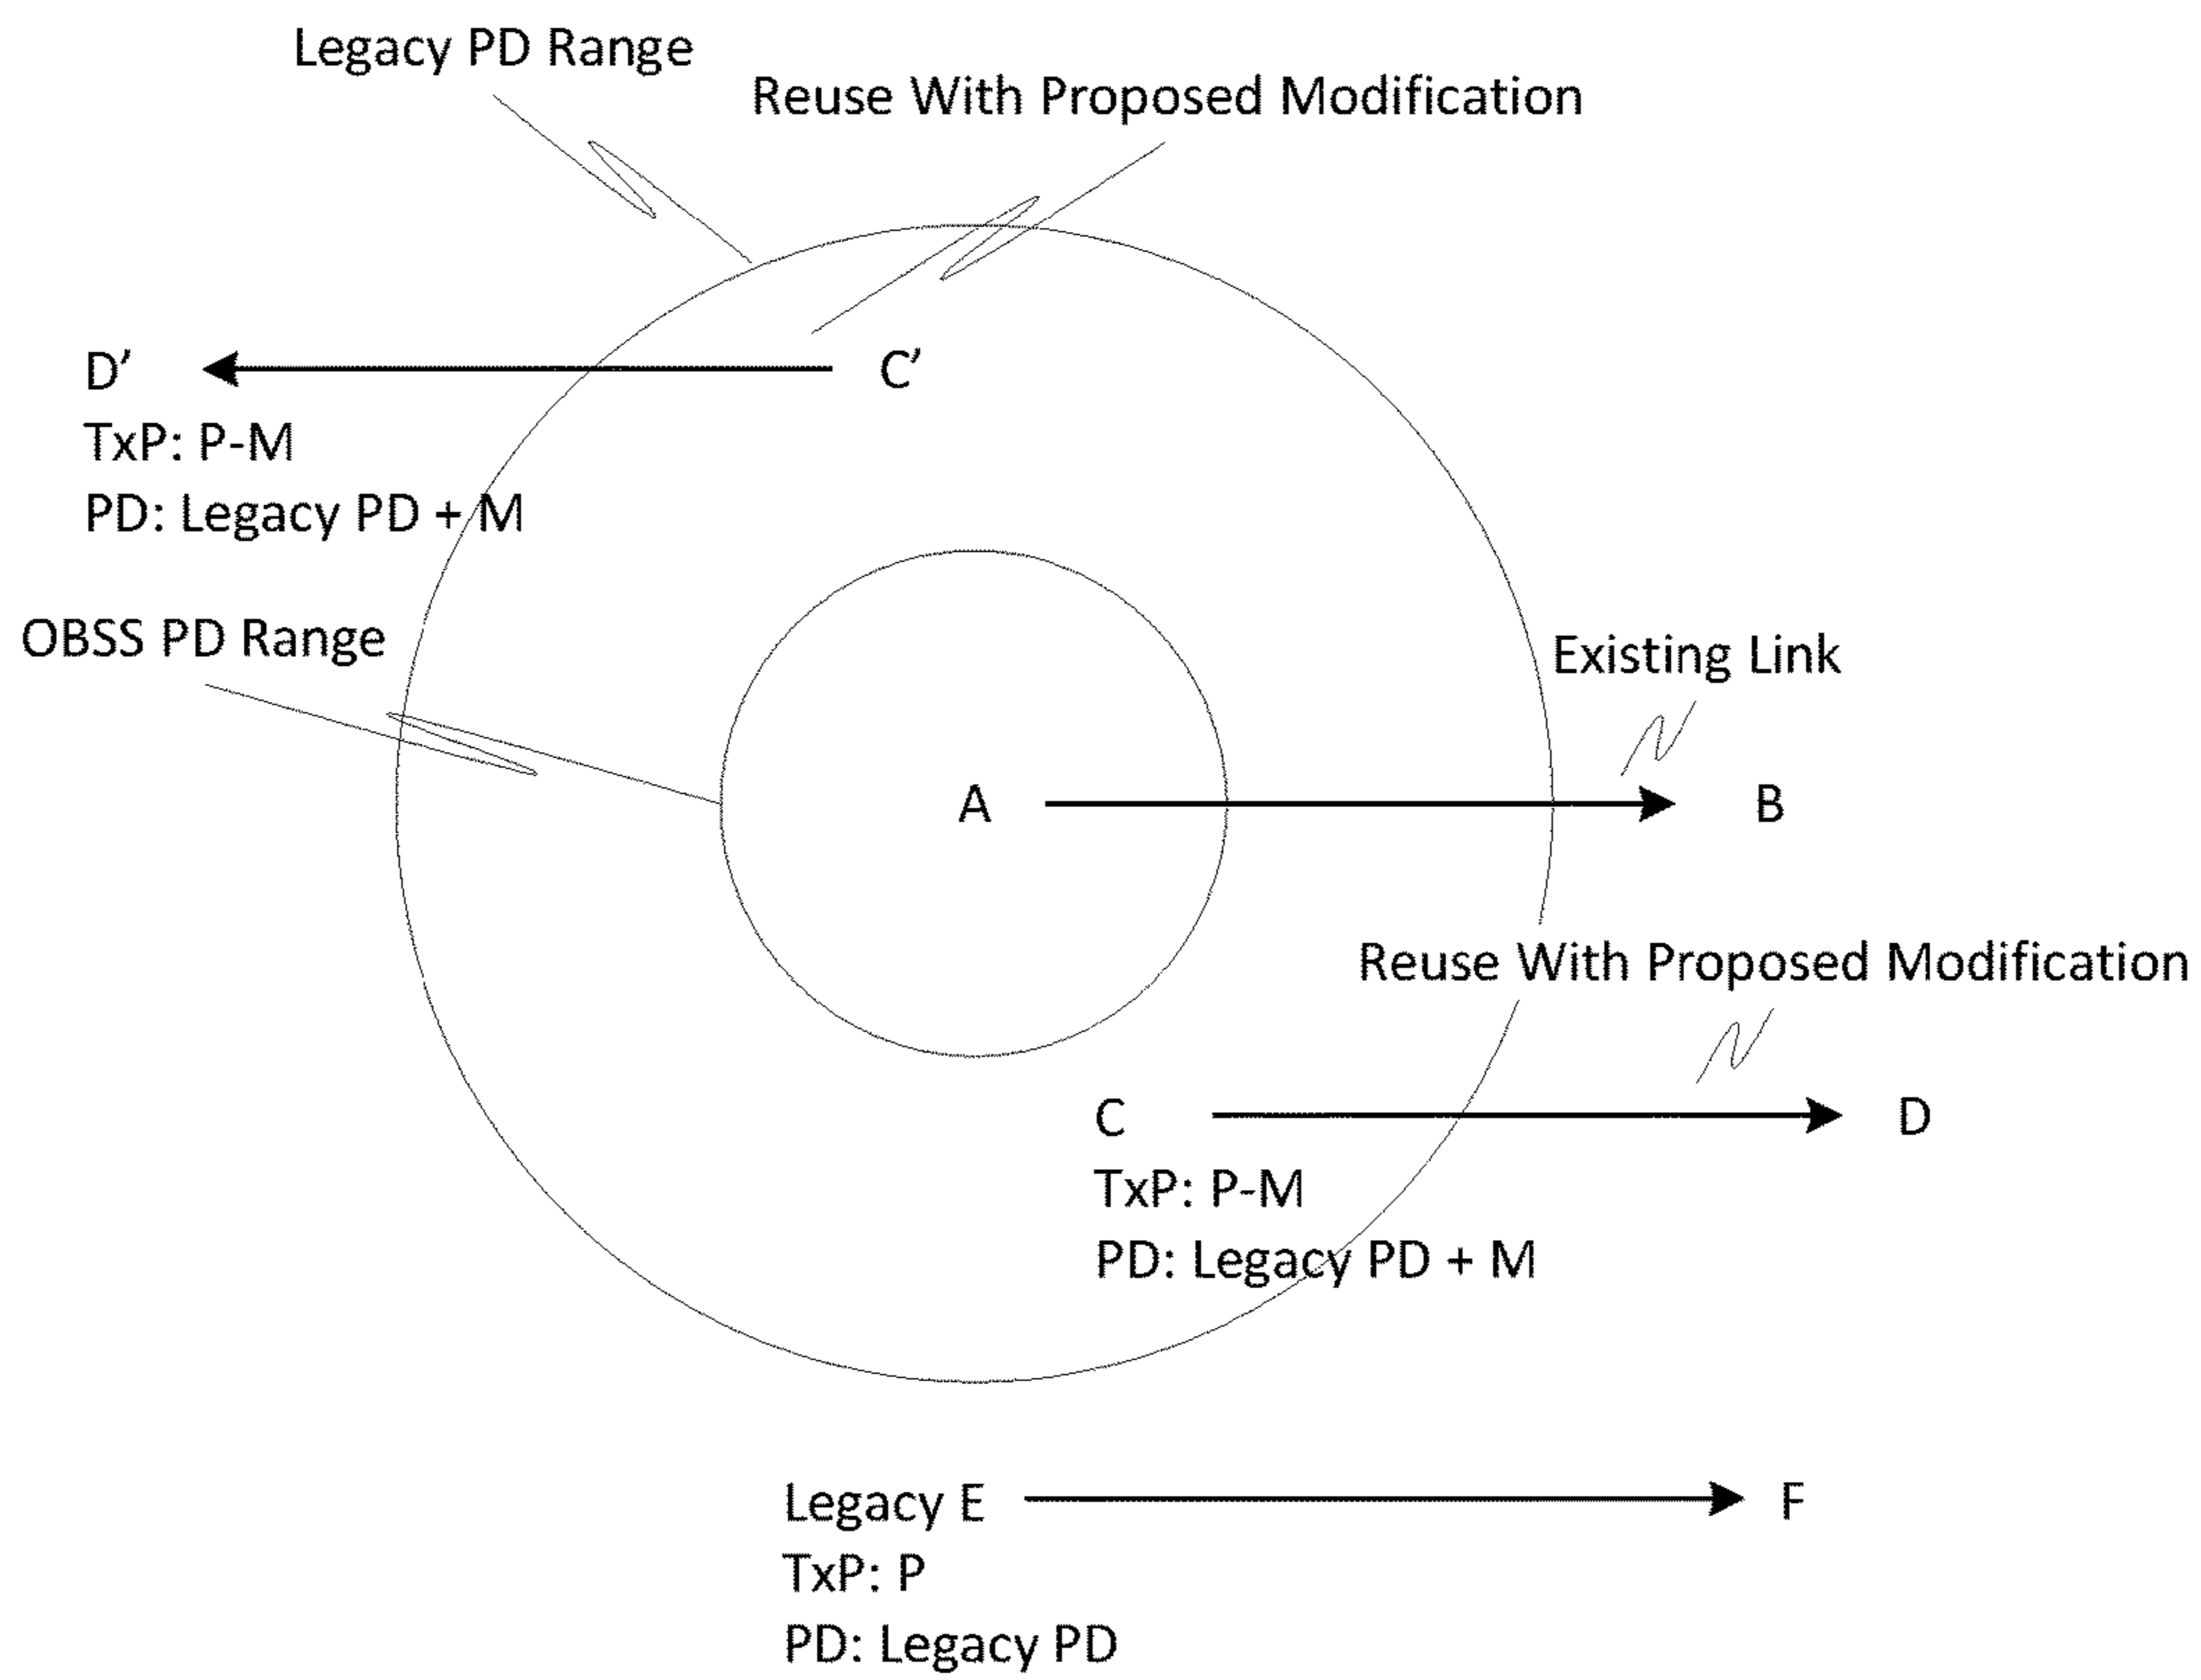 Legacy PD Range
Reuse With Proposed Modification
D’
C’
TxP: P-M
PD: Legacy PD + M
OBSS PD Range
Existing Link
A
B
Reuse With Proposed Modification
C
D
TxP: P-M
PD: Legacy PD + M
Legacy E
F
TxP: P
PD: Legacy PD